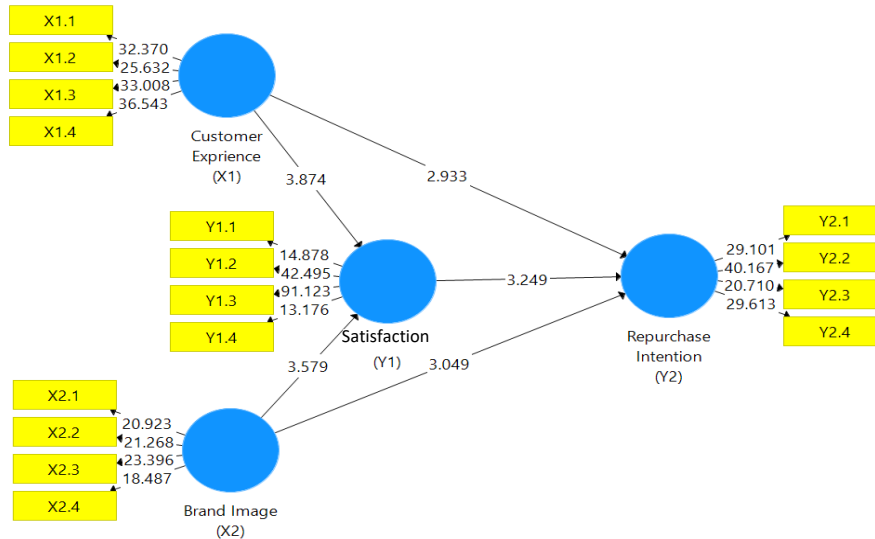 X1.1
X1.2
X1.3
X1.4
32.370
25.632
33.008
36.543
Customer
Exprience
(X1)
3.874
2.933
Y1.1
Y1.2
Y1.3
Y1.4
14.878
42.495
91.123
13.176
Satisfaction
(Y1)
3.249
Y2.1
Y2.2
Y2.3
Y2.4
29.101
40.167
20.710
29.613
Repurchase
Intention
(Y2)
3.579
3.049
X2.1
X2.2
X2.3
X2.4
20.923
21.268
23.396
18.487
Brand Image
(X2)